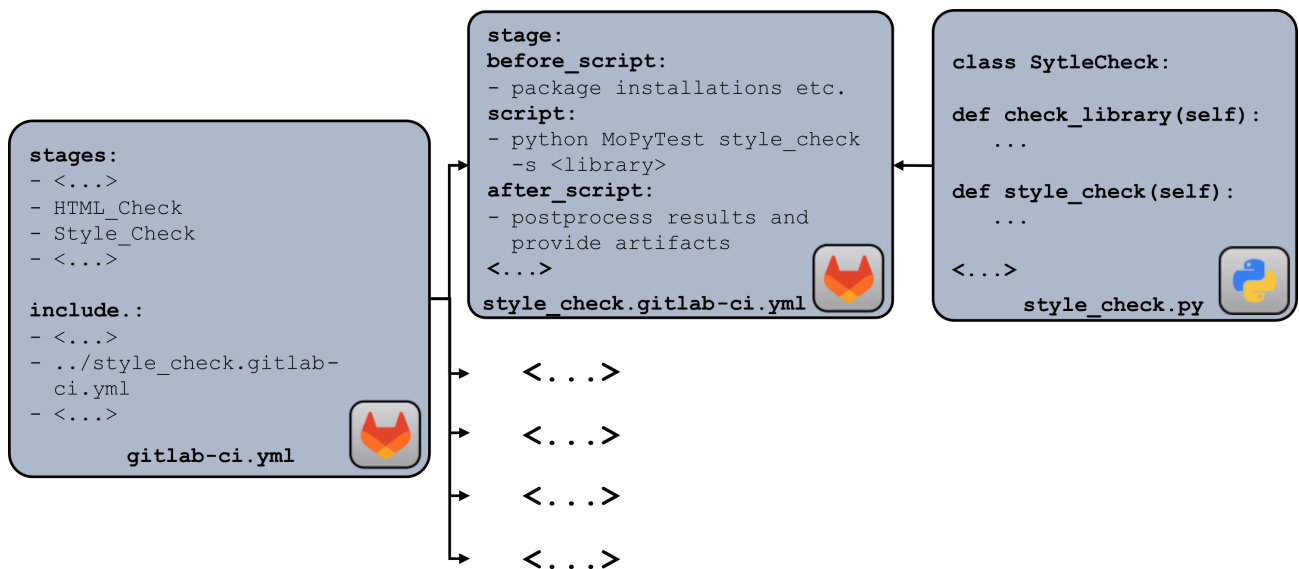 stages:
- <...>
- HTML_Check
- Style_Check
- <...>
include.:
- <...>
- ../style_check.gitlab-
ci.yml
- <...>
gitlab-ci.yml
stage:
before_script:
- package installations etc.
script:
- python MoPyTest style_check
-s <library>
after_script:
- postprocess results and
provide artifacts
<...>
style_check.gitlab-ci.yml
class SytleCheck:
def check_library(self):
...
def style_check(self):
...
<...>
style_check.py
<...>
<...>
<...>
<...>